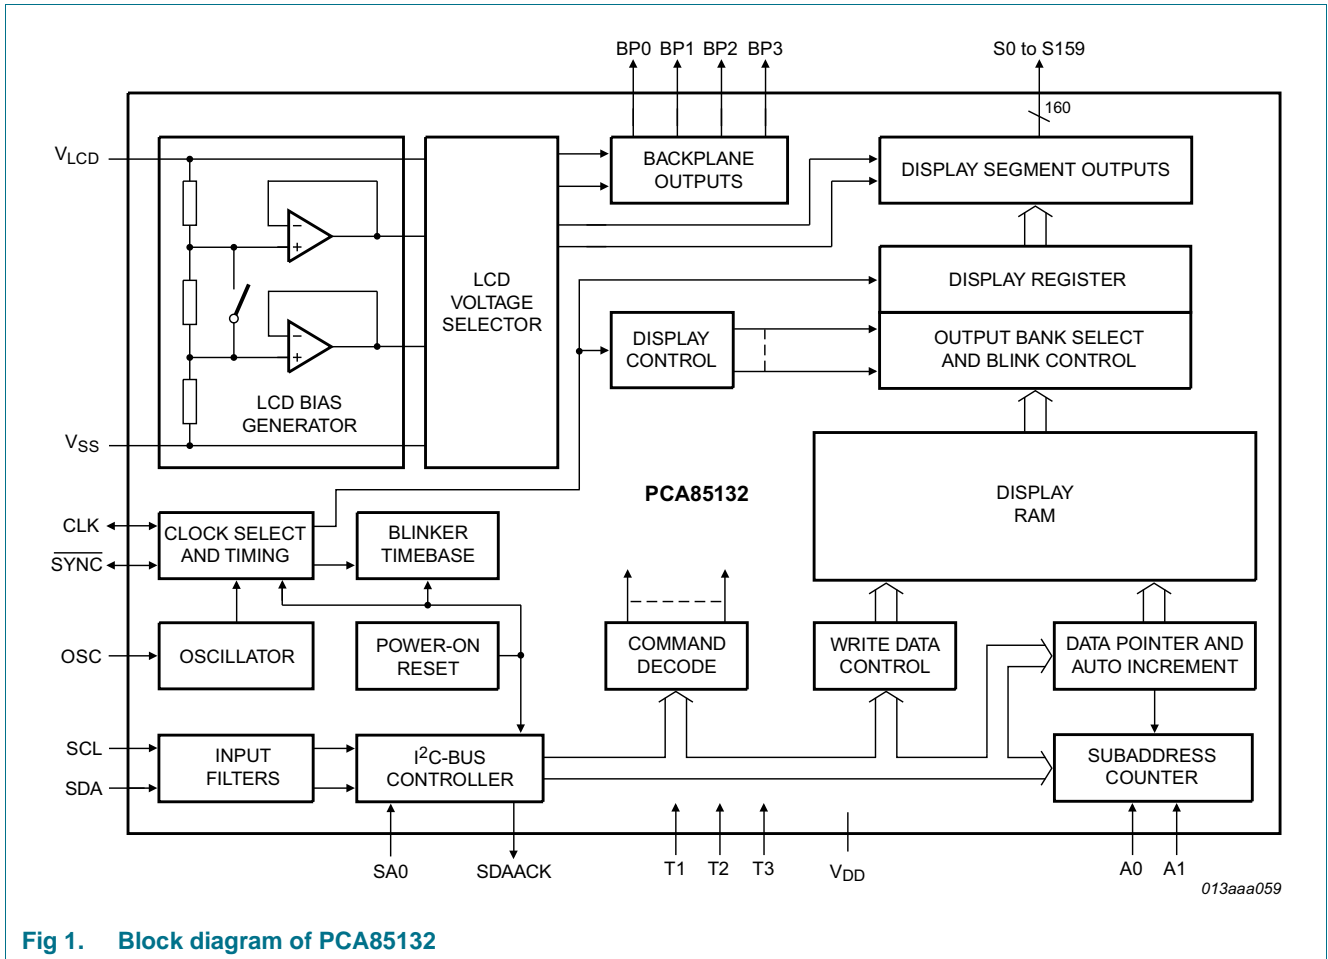 BP0 BP1 BP2 BP3
S0 to S159
160
VLCD
BACKPLANE
OUTPUTS
DISPLAY SEGMENT OUTPUTS
−
+
LCD
VOLTAGE
SELECTOR
DISPLAY REGISTER
−
+
DISPLAY
CONTROL
OUTPUT BANK SELECT
AND BLINK CONTROL
LCD BIAS
GENERATOR
VSS
PCA85132
DISPLAY
RAM
CLK
SYNC
CLOCK SELECT
AND TIMING
BLINKER
TIMEBASE
OSC
OSCILLATOR
POWER-ON
RESET
COMMAND
DECODE
WRITE DATA
CONTROL
DATA POINTER AND
AUTO INCREMENT
SCL
SDA
INPUT
FILTERS
I2C-BUS
CONTROLLER
SUBADDRESS
COUNTER
SA0
SDAACK
T1 T2 T3
VDD
A0 A1
013aaa059
Fig 1. Block diagram of PCA85132